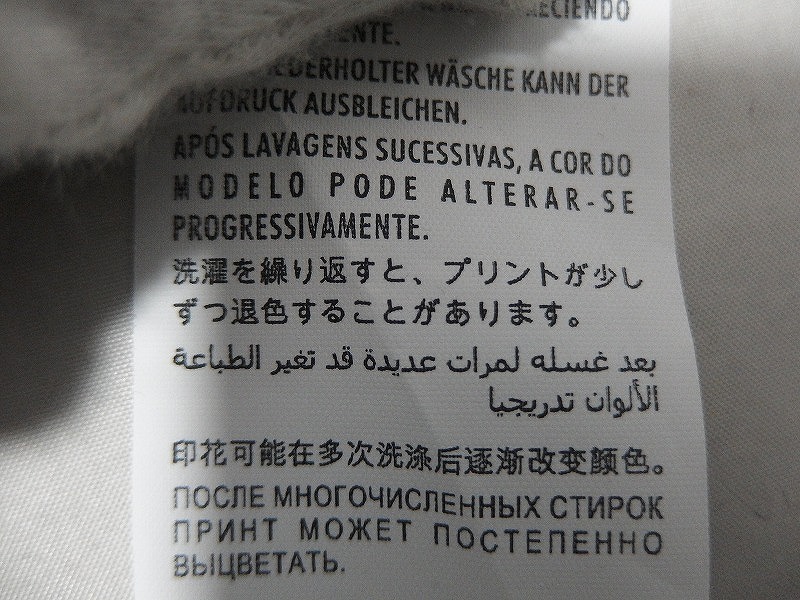 ECIENDO
ENTE.
EDERHOLTER WÄSCHE KANN DER
AUFDRUCK AUSBLEICHEN.
APÓS LAVAGENS SUCESSIVAS, A COR DO
MODELO PODE ALTERAR-SE
PROGRESSIVAMENTE.
洗濯を繰り返すと、プリントが少し
ずつ退色することがあります。
بعد غسله لمرات عديدة قد تغير الطباعة
الألوان تدريجيا
印花可能在多次洗涤后逐渐改变颜色。
ПОСЛЕ МНОГОЧИСЛЕННЫХ СТИРОК
ПРИНТ МОЖЕТ ПОСТЕПЕННО
ВЫЦВЕТАТЬ.